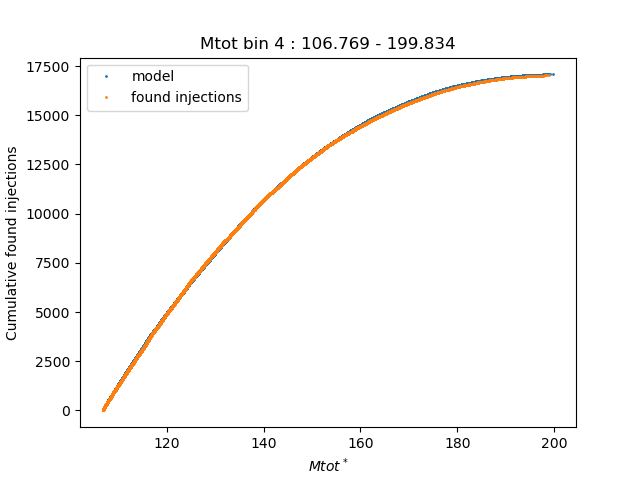 Mtot bin 4 : 106.769 - 199.834
17500
15000
12500
10000
7500
5000
2500
0
Cumulative found injections
model
found injections
120 140 160 180 200
Mtot*